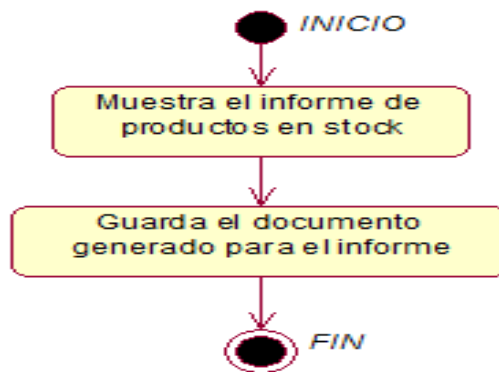 INICIO
Muestra el informe de
productos en stock
Guarda el documento
generado para el informe
FIN